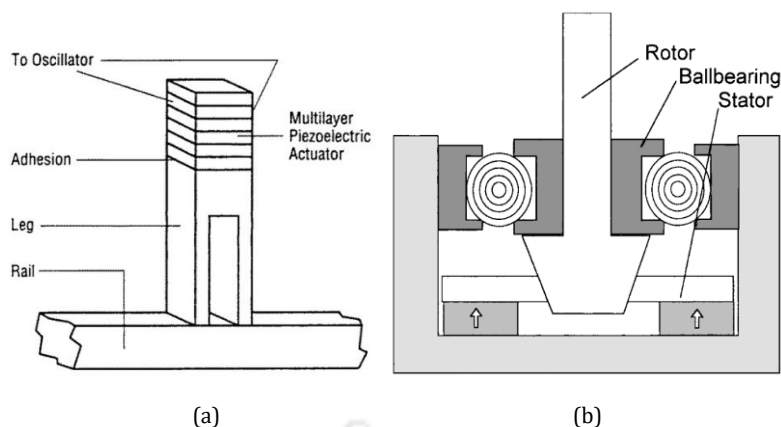 To Oscillator
Multilayer
Piezoelectric
Actuator
Adhesion
Leg
Rail
Rotor
Ballbearing
Stator
(a)
(b)